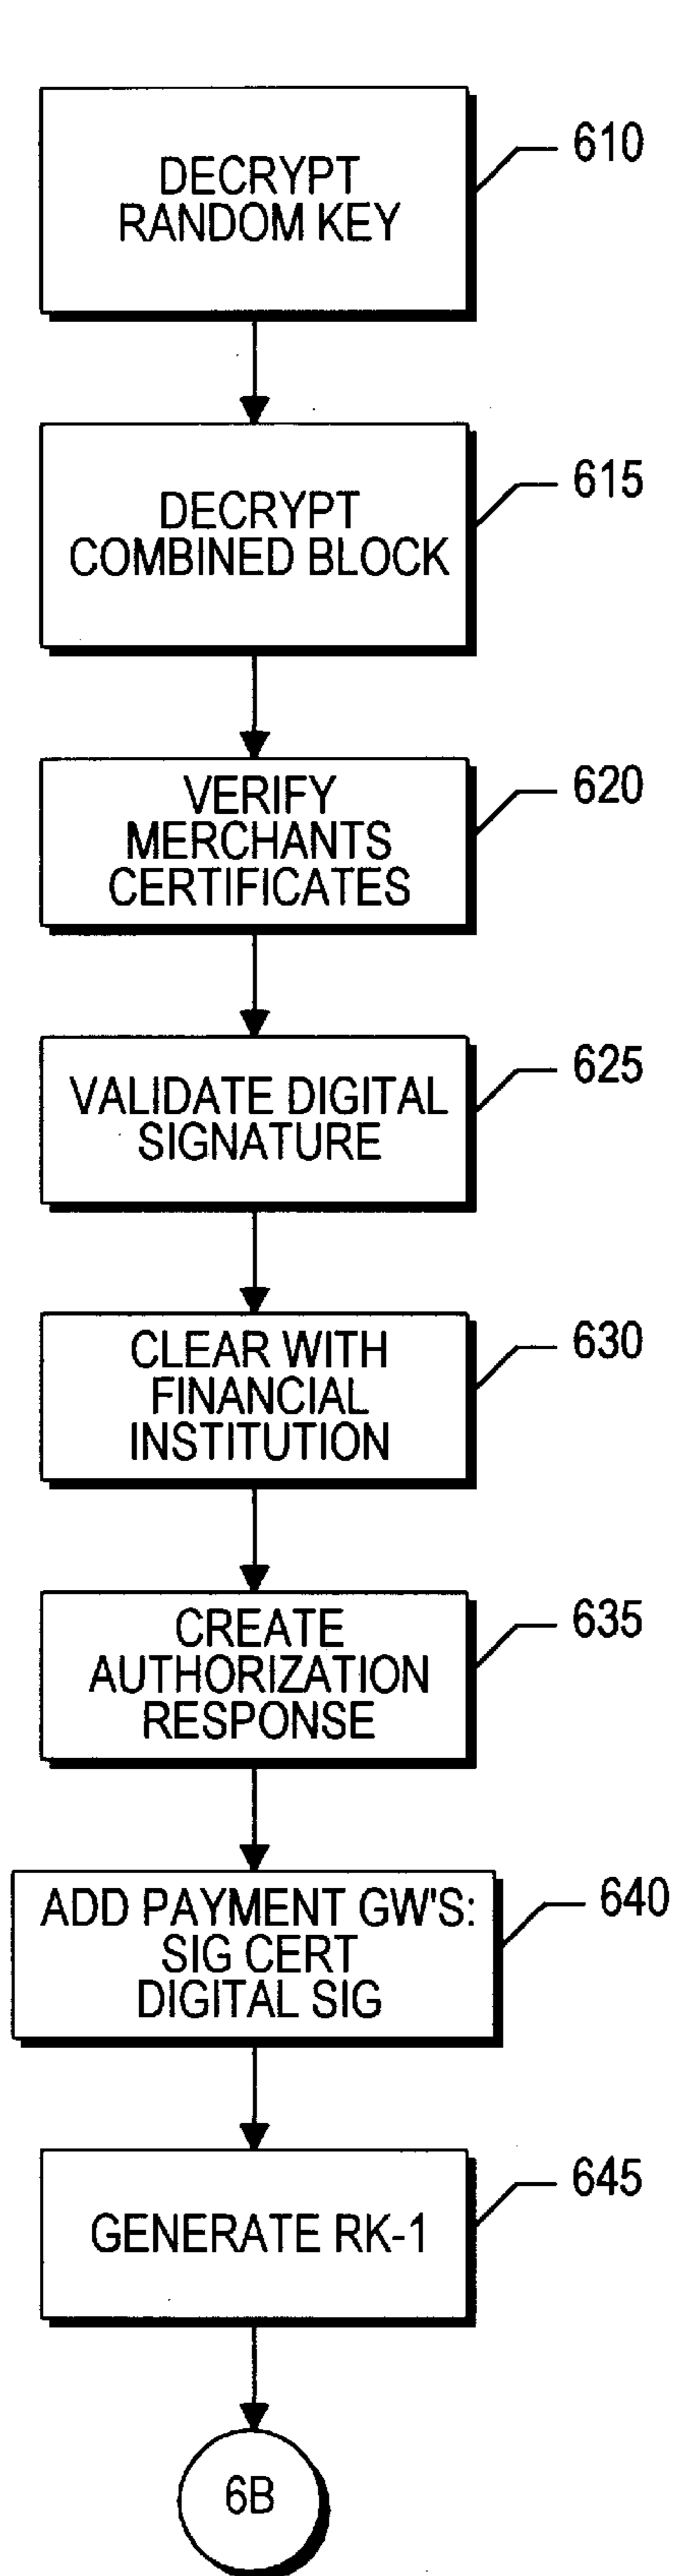 DECRYPT
RANDOM KEY
610
DECRYPT
COMBINED BLOCK
615
VERIFY
MERCHANTS
CERTIFICATES
620
VALIDATE DIGITAL
SIGNATURE
625
CLEAR WITH
FINANCIAL
INSTITUTION
630
CREATE
AUTHORIZATION
RESPONSE
635
ADD PAYMENT GW'S:
SIG CERT
DIGITAL SIG
640
GENERATE RK-1
645
6B